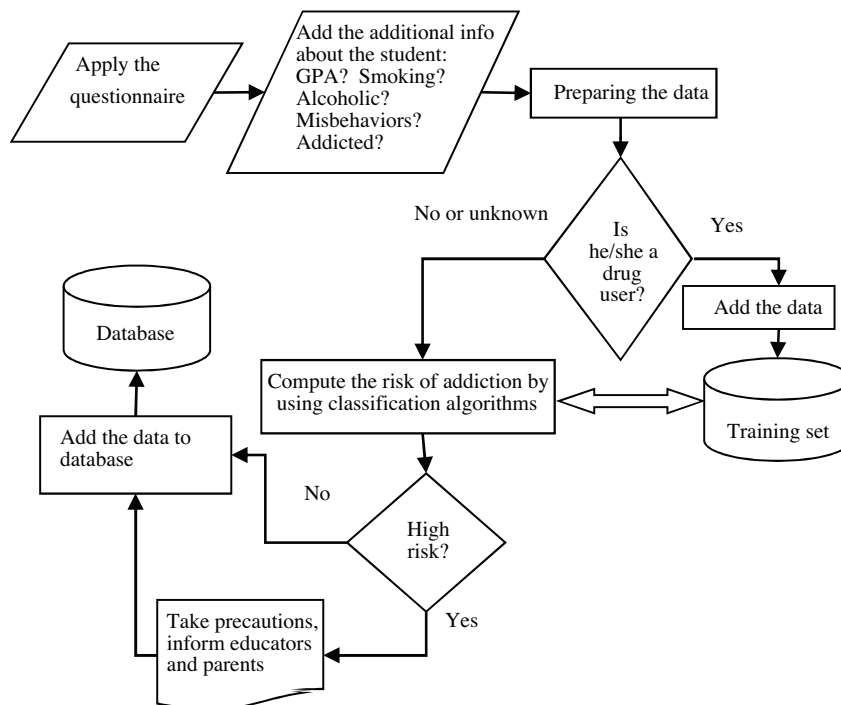 Apply the
questionnaire
Add the additional info
about the student:
GPA? Smoking?
Alcoholic?
Misbehaviors?
Addicted?
Preparing the data
No or unknown
Is
he/she a
drug
user?
Yes
Add the data
Training set
Database
Compute the risk of addiction by
using classification algorithms
Add the data to
database
No
High
risk?
Yes
Take precautions,
inform educators
and parents